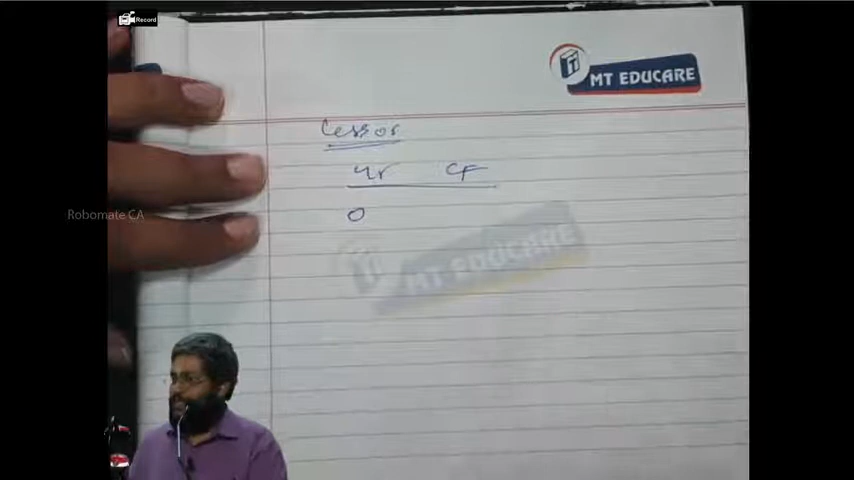 Record
MT EDUCARE
Lessor
Yr CF
Robomate CA
0
MT EDUCARE